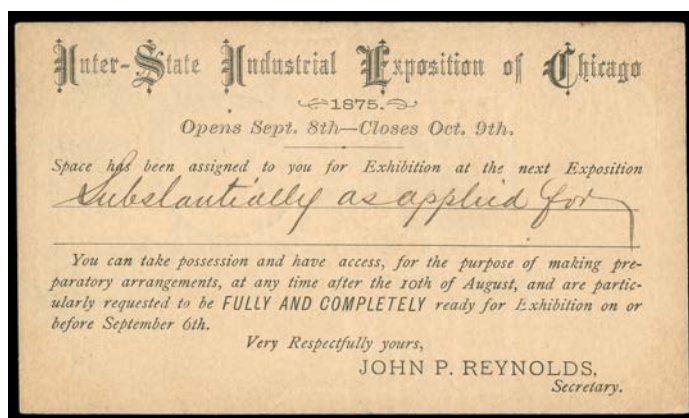 Inter-State Industrial Exposition of Chicago
1875.
Opens Sept. 8th—Closes Oct. 9th.
Space has been assigned to you for Exhibition at the next Exposition
Substantially as applied for
You can take possession and have access, for the purpose of making pre-
paratory arrangements, at any time after the 10th of August, and are partic-
ularly requested to be FULLY AND COMPLETELY ready for Exhibition on or
before September 6th.
Very Respectfully yours,
JOHN P. REYNOLDS,
Secretary.